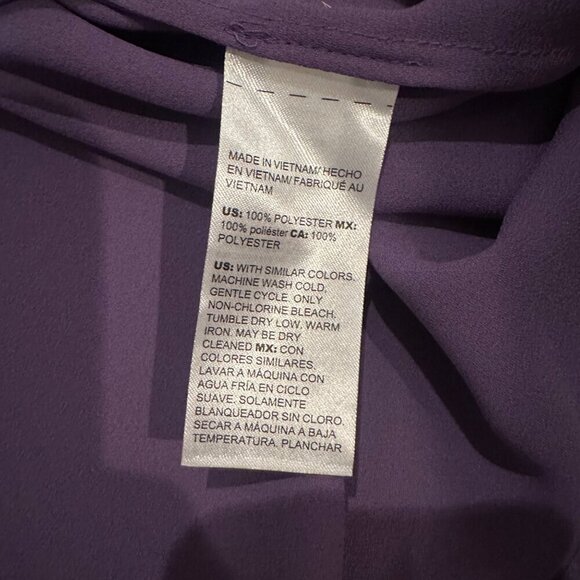 MADE IN VIETNAM/ HECHO
EN VIETNAM/ FABRIQUÉ AU
VIETNAM
US: 100% POLYESTER MX:
100% poliéster CA: 100%
POLYESTER
US: WITH SIMILAR COLORS.
MACHINE WASH COLD,
GENTLE CYCLE. ONLY
NON-CHLORINE BLEACH.
TUMBLE DRY LOW. WARM
IRON. MAY BE DRY
CLEANED MX: CON
COLORES SIMILARES.
LAVAR A MÁQUINA CON
AGUA FRÍA EN CICLO
SUAVE. SOLAMENTE
BLANQUEADOR SIN CLORO.
SECAR A MÁQUINA A BAJA
TEMPERATURA. PLANCHAR